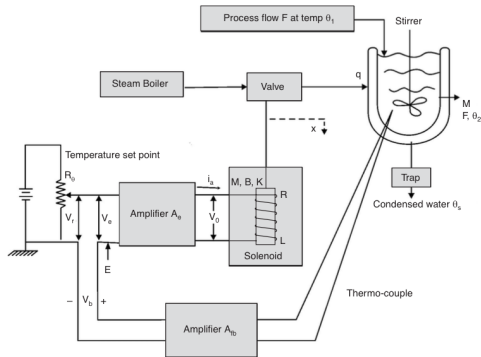 Process flow F at temp θ1
Stirrer
Steam Boiler
Valve
q
M
F, θ2
x
Trap
Condensed water θs
Temperature set point
Rθ
ia
M, B, K
R
Vr
Ve
Amplifier Ae
V0
L
Solenoid
E
Thermo-couple
– Vb +
Amplifier Afb